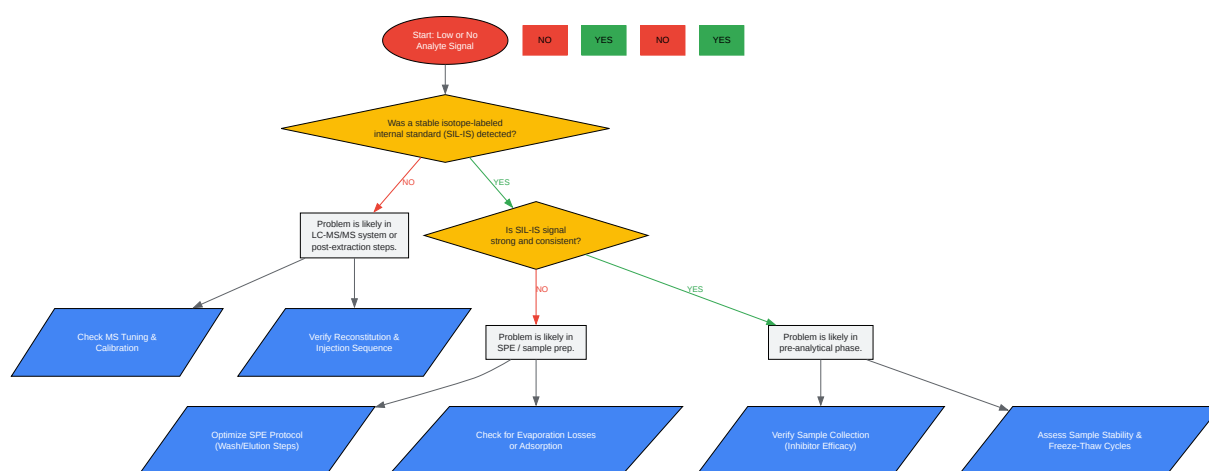 Start: Low or No
Analyte Signal
NO
YES
NO
YES
Was a stable isotope-labeled
internal standard (SIL-IS) detected?
NO
YES
Problem is likely in
LC-MS/MS system or
post-extraction steps.
Is SIL-IS signal
strong and consistent?
NO
YES
Check MS Tuning &
Calibration
Verify Reconstitution &
Injection Sequence
Problem is likely in
SPE / sample prep.
Problem is likely in
pre-analytical phase.
Optimize SPE Protocol
(Wash/Elution Steps)
Check for Evaporation Losses
or Adsorption
Verify Sample Collection
(Inhibitor Efficacy)
Assess Sample Stability &
Freeze-Thaw Cycles